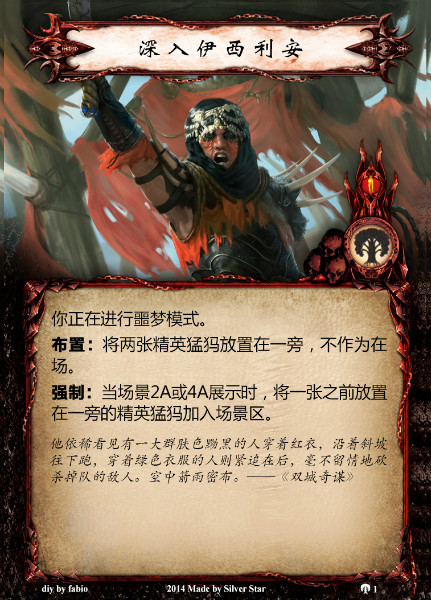 深入伊西利安
你正在进行噩梦模式。
布置：将两张精英猛犸放置在一旁，不作为在
场。
强制：当场景2A或4A展示时，将一张之前放置
在一旁的精英猛犸加入场景区。
他依稀看见有一大群肤色黝黑的人穿着红衣、沿着斜坡
往下跑，穿着绿色衣服的人则紧追在后，毫不留情地砍
杀掉队的敌人。空中箭雨密布。——《双城奇谋》
diy by fabio 2014 Made by Silver Star 1